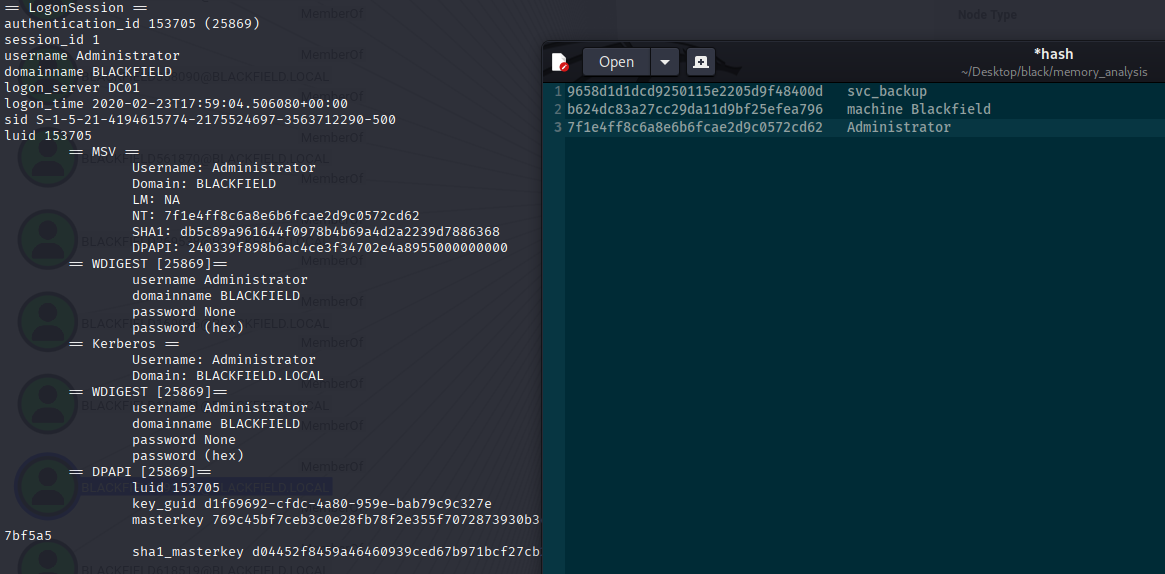 == LogonSession ==
authentication_id 153705 (25869)
session_id 1
username Administrator
domainname BLACKFIELD
logon_server DC01
logon_time 2020-02-23T17:59:04.506080+00:00
sid S-1-5-21-4194615774-2175524697-3563712290-500
luid 153705
== MSV ==
Username: Administrator
Domain: BLACKFIELD
LM: NA
NT: 7f1e4ff8c6a8e6b6fcae2d9c0572cd62
SHA1: db5c89a961644f0978b4b69a4d2a2239d7886368
DPAPI: 240339f898b6ac4ce3f34702e4a8955000000000
== WDIGEST [25869]==
username Administrator
domainname BLACKFIELD
password None
password (hex)
== Kerberos ==
Username: Administrator
Domain: BLACKFIELD.LOCAL
== WDIGEST [25869]==
username Administrator
domainname BLACKFIELD
password None
password (hex)
== DPAPI [25869]==
luid 153705
key_guid d1f69692-cfdc-4a80-959e-bab79c9c327e
masterkey 769c45bf7ceb3c0e28fb78f2e355f7072873930b3
7bf5a5
sha1_masterkey d04452f8459a46460939ced67b971bcf27cb
Node Type
MemberOf
MemberOf
MemberOf
MemberOf
MemberOf
MemberOf
MemberOf
MemberOf
Open
*hash
~/Desktop/black/memory_analysis
1 9658d1d1dcd9250115e2205d9f48400d svc_backup
2 b624dc83a27cc29da11d9bf25efea796 machine Blackfield
3 7f1e4ff8c6a8e6b6fcae2d9c0572cd62 Administrator